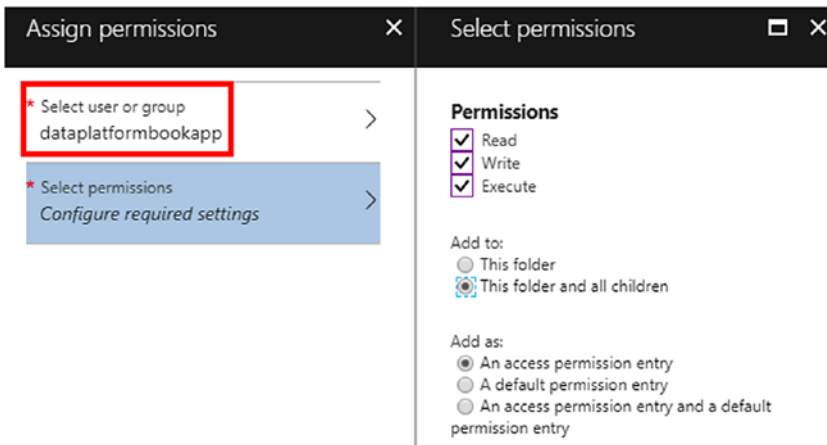 Assign permissions
* Select user or group
dataplatformbookapp
* Select permissions
Configure required settings
Select permissions
Permissions
Read
Write
Execute
Add to:
This folder
This folder and all children
Add as:
An access permission entry
A default permission entry
An access permission entry and a default
permission entry